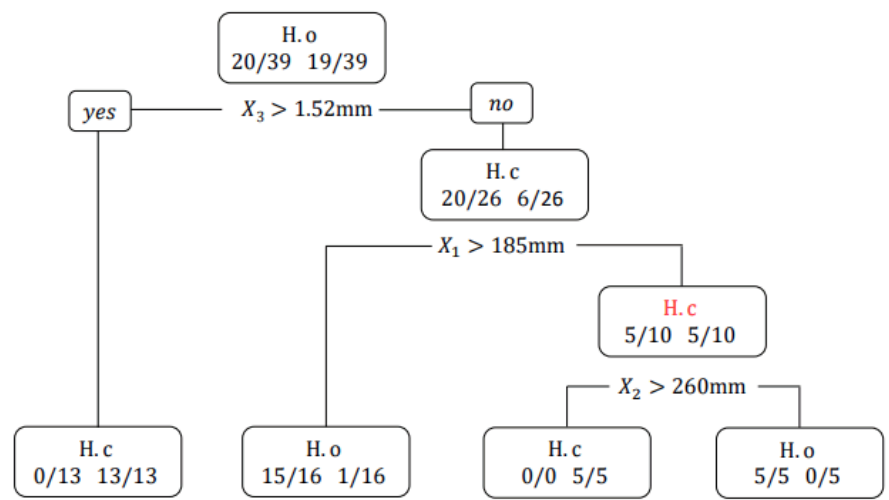 H. o
20/39 19/39
yes
X₃ > 1.52mm
no
H. c
20/26 6/26
X₁ > 185mm
H. c
5/10 5/10
X₂ > 260mm
H. c
0/13 13/13
H. o
15/16 1/16
H. c
0/0 5/5
H. o
5/5 0/5